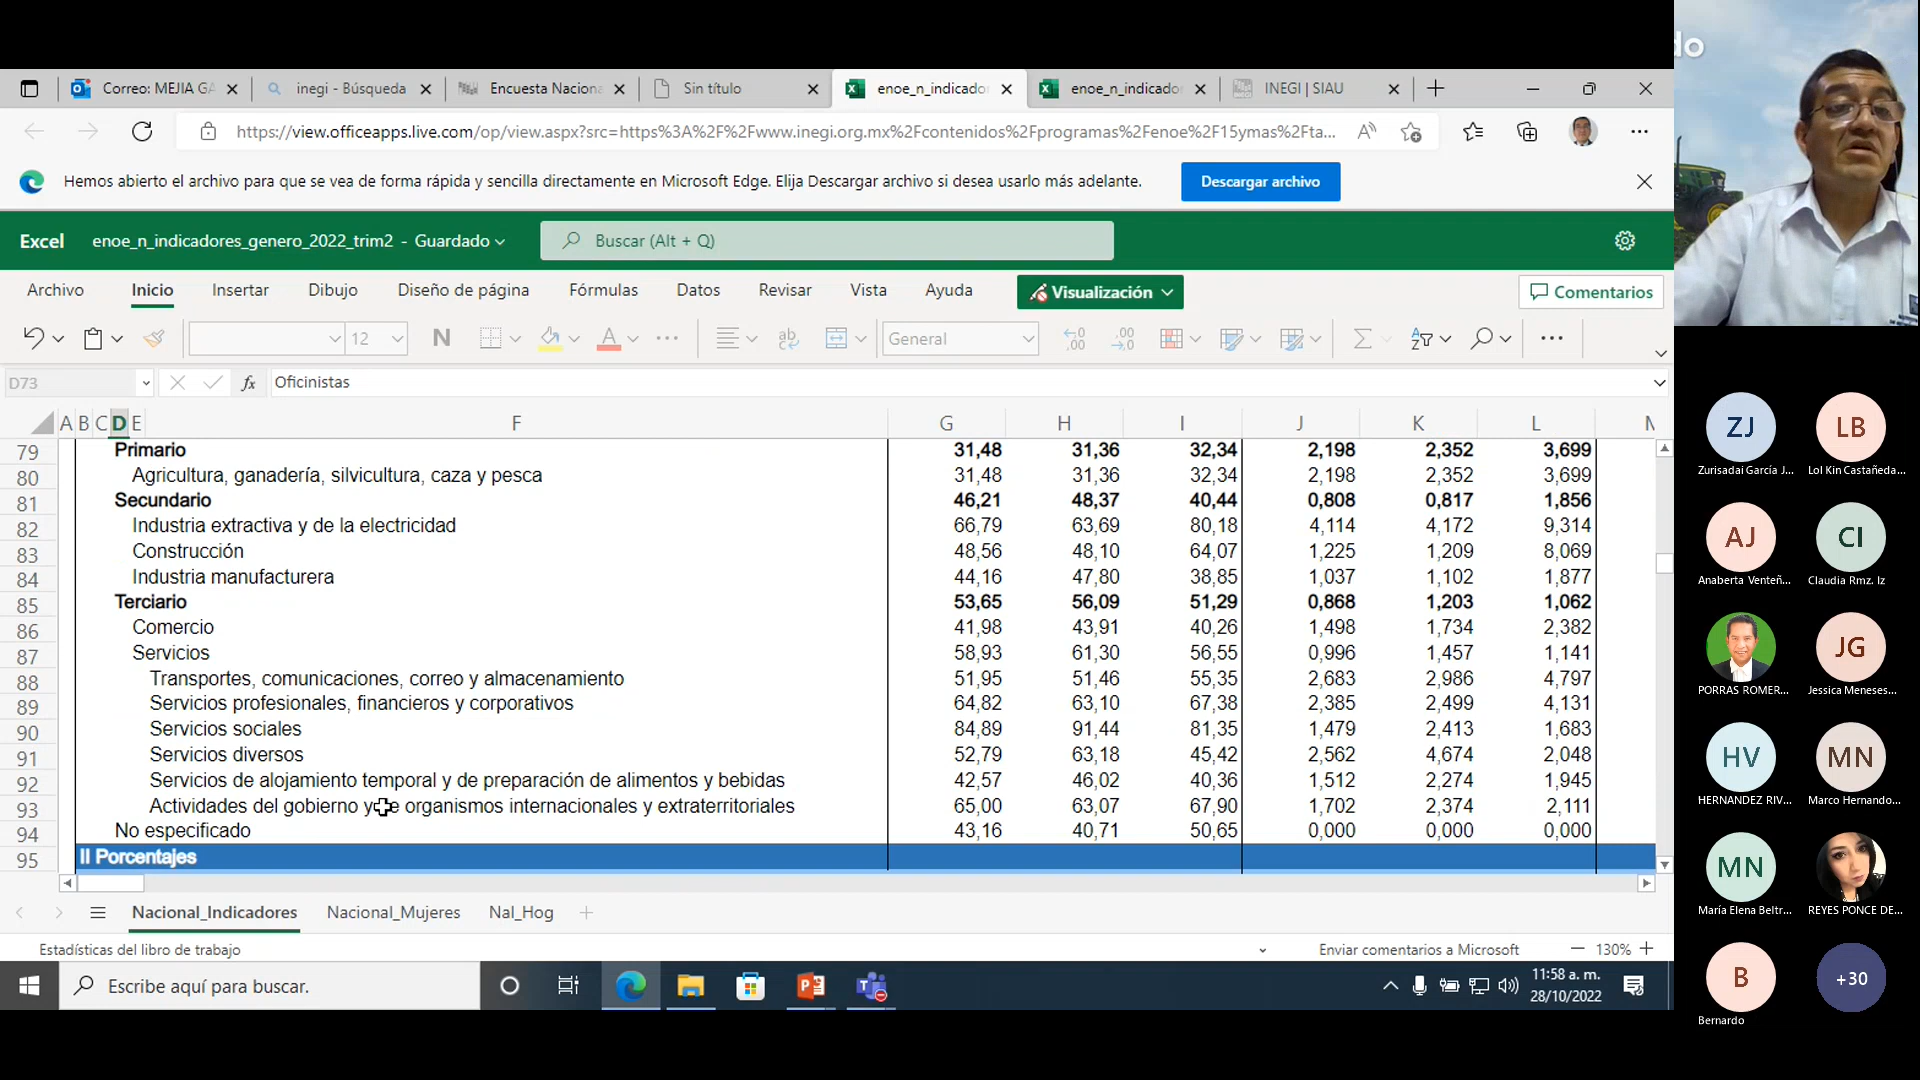 do
Correo: MEJIA GA
inegi - Búsqueda
Encuesta Naciona
Sin título
enoe_n_indicado
enoe_n_indicado
INEGI | SIAU
https://view.officeapps.live.com/op/view.aspx?src=https%3A%2F%2Fwww.inegi.org.mx%2Fcontenidos%2Fprogramas%2Fenoe%2F15ymas%2Fta...
Hemos abierto el archivo para que se vea de forma rápida y sencilla directamente en Microsoft Edge. Elija Descargar archivo si desea usarlo más adelante.
Descargar archivo
Excel
enoe_n_indicadores_genero_2022_trim2 - Guardado
Buscar (Alt + Q)
Archivo Inicio Insertar Dibujo Diseño de página Fórmulas Datos Revisar Vista Ayuda Visualización Comentarios
12 N A ab General
D73 fx Oficinistas
A B C D E F G H I J K L
79 Primario 31,48 31,36 32,34 2,198 2,352 3,699
80 Agricultura, ganadería, silvicultura, caza y pesca 31,48 31,36 32,34 2,198 2,352 3,699
81 Secundario 46,21 48,37 40,44 0,808 0,817 1,856
82 Industria extractiva y de la electricidad 66,79 63,69 80,18 4,114 4,172 9,314
83 Construcción 48,56 48,10 64,07 1,225 1,209 8,069
84 Industria manufacturera 44,16 47,80 38,85 1,037 1,102 1,877
85 Terciario 53,65 56,09 51,29 0,868 1,203 1,062
86 Comercio 41,98 43,91 40,26 1,498 1,734 2,382
87 Servicios 58,93 61,30 56,55 0,996 1,457 1,141
88 Transportes, comunicaciones, correo y almacenamiento 51,95 51,46 55,35 2,683 2,986 4,797
89 Servicios profesionales, financieros y corporativos 64,82 63,10 67,38 2,385 2,499 4,131
90 Servicios sociales 84,89 91,44 81,35 1,479 2,413 1,683
91 Servicios diversos 52,79 63,18 45,42 2,562 4,674 2,048
92 Servicios de alojamiento temporal y de preparación de alimentos y bebidas 42,57 46,02 40,36 1,512 2,274 1,945
93 Actividades del gobierno y de organismos internacionales y extraterritoriales 65,00 63,07 67,90 1,702 2,374 2,111
94 No especificado 43,16 40,71 50,65 0,000 0,000 0,000
95 II Porcentajes
Nacional_Indicadores Nacional_Mujeres Nal_Hog
Estadísticas del libro de trabajo
Enviar comentarios a Microsoft
130%
Escribe aquí para buscar.
11:58 a. m.
28/10/2022
ZJ LB
Zurisadai García J... Lol Kin Castañeda...
AJ CI
Anaberta Venteñ... Claudia Rmz. Iz
JG
PORRAS ROMER... Jessica Meneses...
HV MN
HERNANDEZ RIV... Marco Hernando...
MN
María Elena Beltr... REYES PONCE DE...
B +30
Bernardo